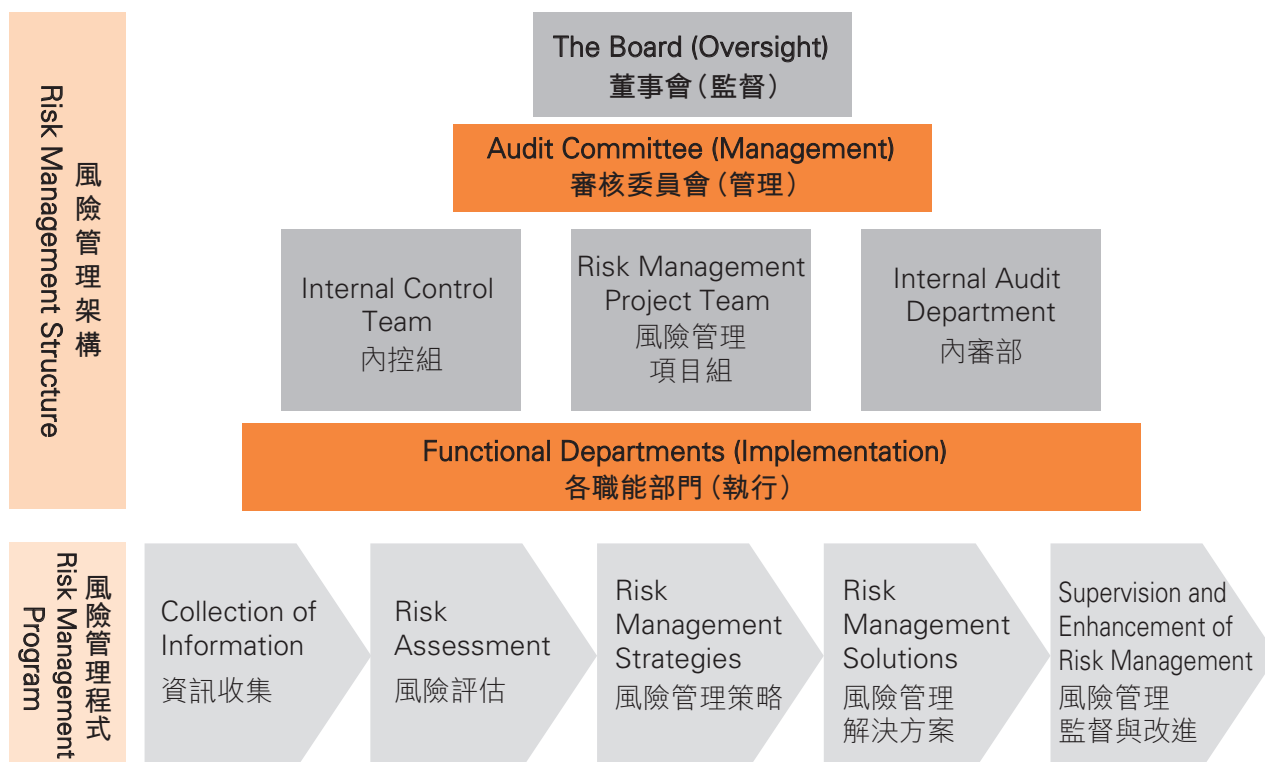 風險管理架構
Risk Management Structure
The Board (Oversight)
董事會（監督）
Audit Committee (Management)
審核委員會（管理）
Internal Control
Team
內控組
Risk Management
Project Team
風險管理
項目組
Internal Audit
Department
內審部
Functional Departments (Implementation)
各職能部門（執行）
風險管理程式
Risk Management
Program
Collection of
Information
資訊收集
Risk
Assessment
風險評估
Risk
Management
Strategies
風險管理策略
Risk
Management
Solutions
風險管理
解決方案
Supervision and
Enhancement of
Risk Management
風險管理
監督與改進